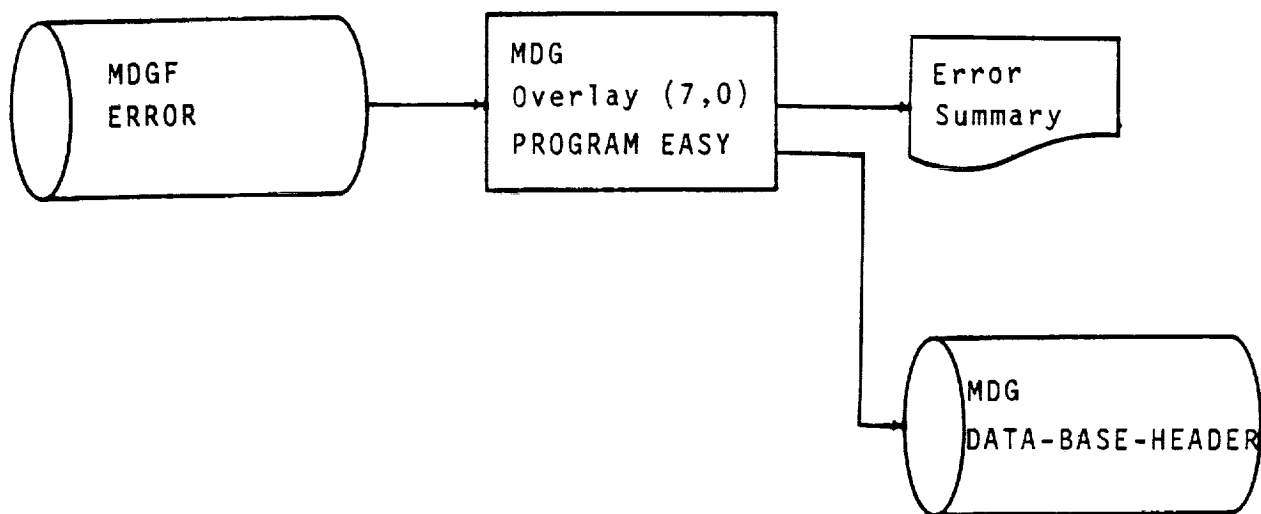 MDGF
ERROR
MDG
Overlay (7,0)
PROGRAM EASY
Error
Summary
MDG
DATA-BASE-HEADER